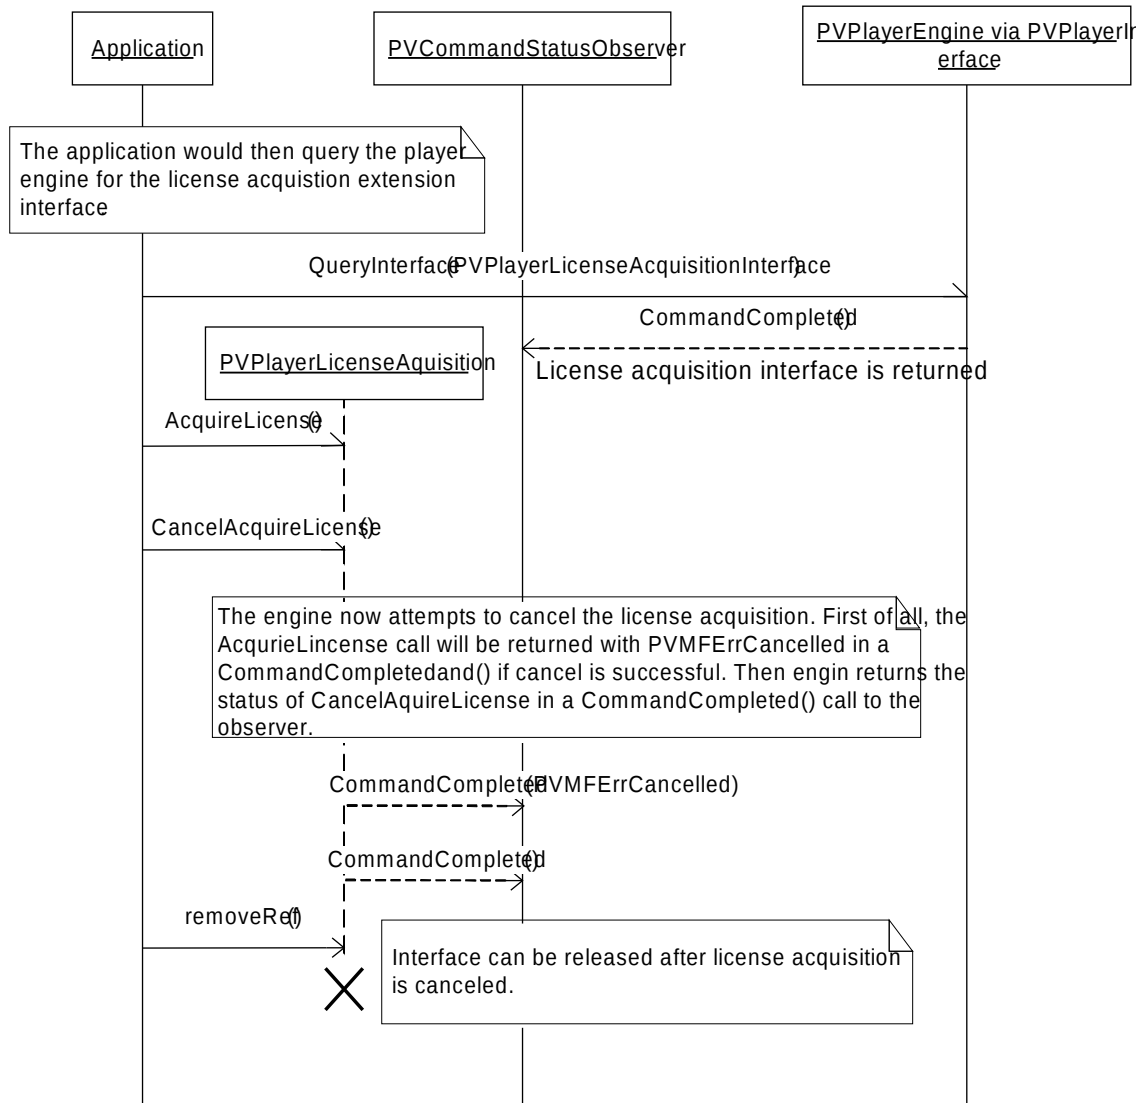 Application
PVCommandStatusObserver
PVPlayerEngine via PVPlayerInt
erface
The application would then query the player
engine for the license acquistion extension
interface.
QueryInterface(PVPlayerLicenseAcquisitionInterface)
CommandCompleted()
PVPlayerLicenseAquisition
License acquisition interface is returned
AcquireLicense()
CancelAcquireLicense()
The engine now attempts to cancel the license acquisition. First of all, the
AcqurieLincense call will be returned with PVMFErrCancelled in a
CommandCompletedand() if cancel is successful. Then engin returns the
status of CancelAquireLicense in a CommandCompleted() call to the
observer.
CommandCompleted(PVMFErrCancelled)
CommandCompleted()
removeRef()
Interface can be released after license acquisition
is canceled.